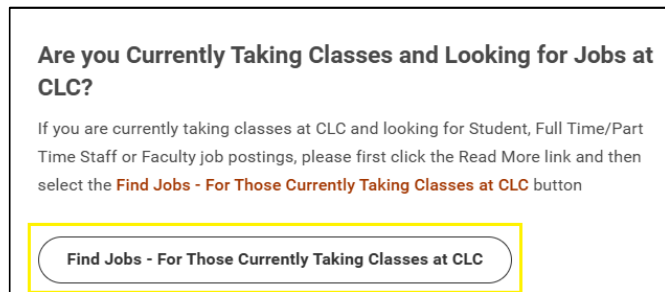 Are you Currently Taking Classes and Looking for Jobs at
CLC?
If you are currently taking classes at CLC and looking for Student, Full Time/Part
Time Staff or Faculty job postings, please first click the Read More link and then
select the Find Jobs - For Those Currently Taking Classes at CLC button
Find Jobs - For Those Currently Taking Classes at CLC